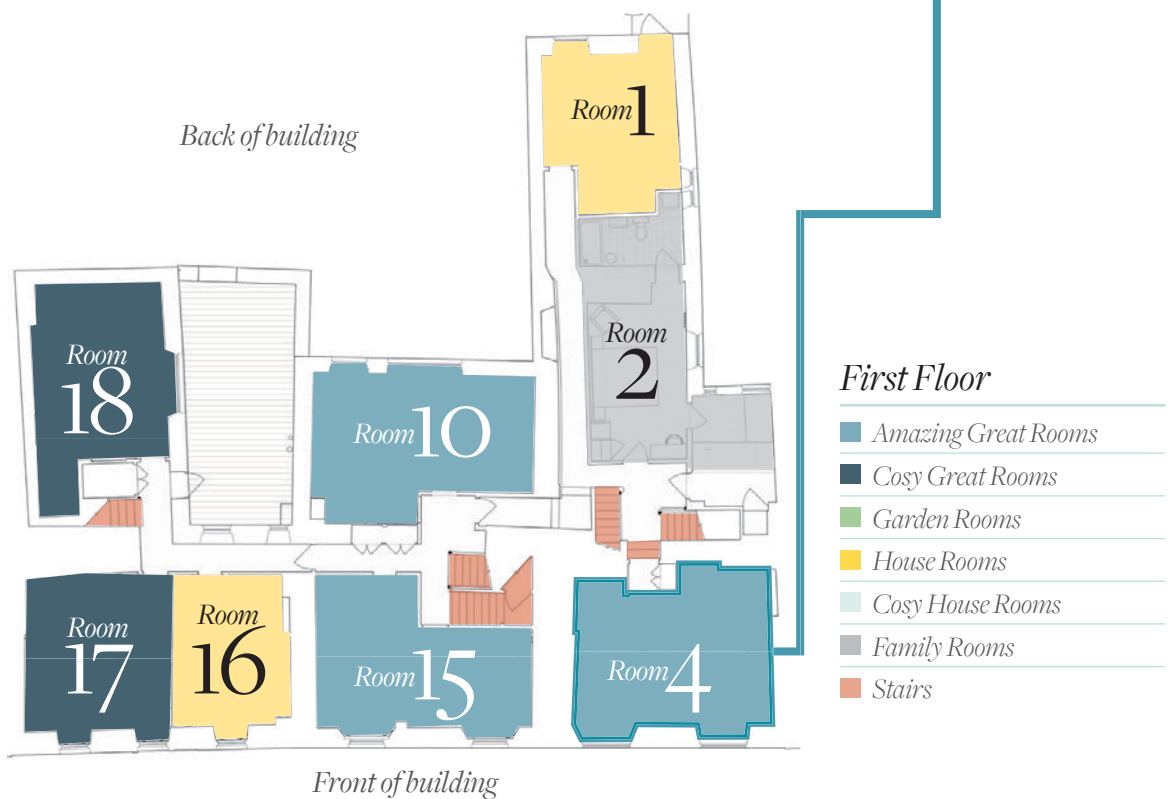 Back of building
Room 1
Room 2
Room 18
Room 10
Room 17
Room 16
Room 15
Room 4
Front of building
First Floor
Amazing Great Rooms
Cosy Great Rooms
Garden Rooms
House Rooms
Cosy House Rooms
Family Rooms
Stairs